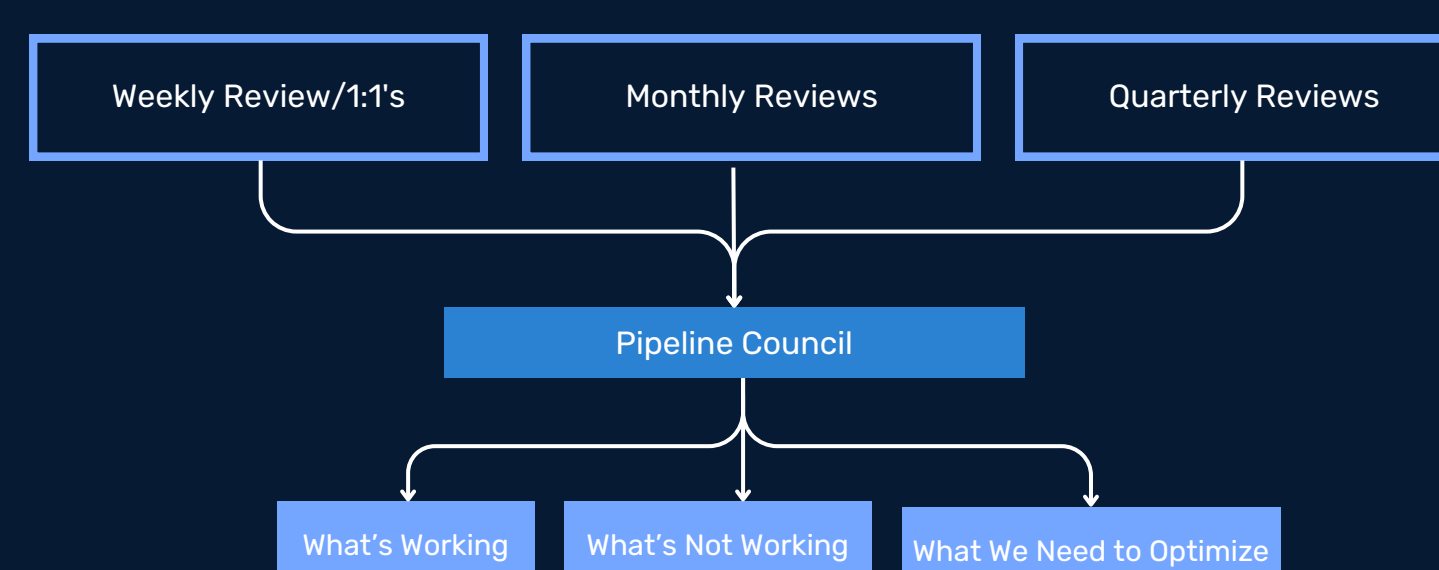 Weekly Review/1:1's
Monthly Reviews
Quarterly Reviews
Pipeline Council
What’s Working
What’s Not Working
What We Need to Optimize